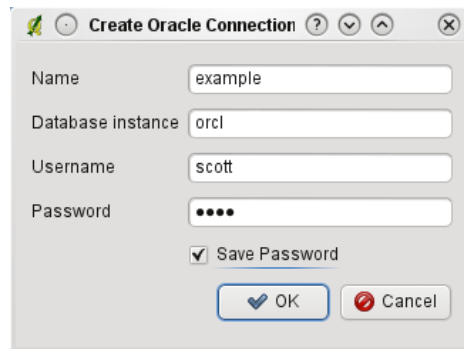 Create Oracle Connection
Name example
Database instance orcl
Username scott
Password ••••
Save Password
OK Cancel